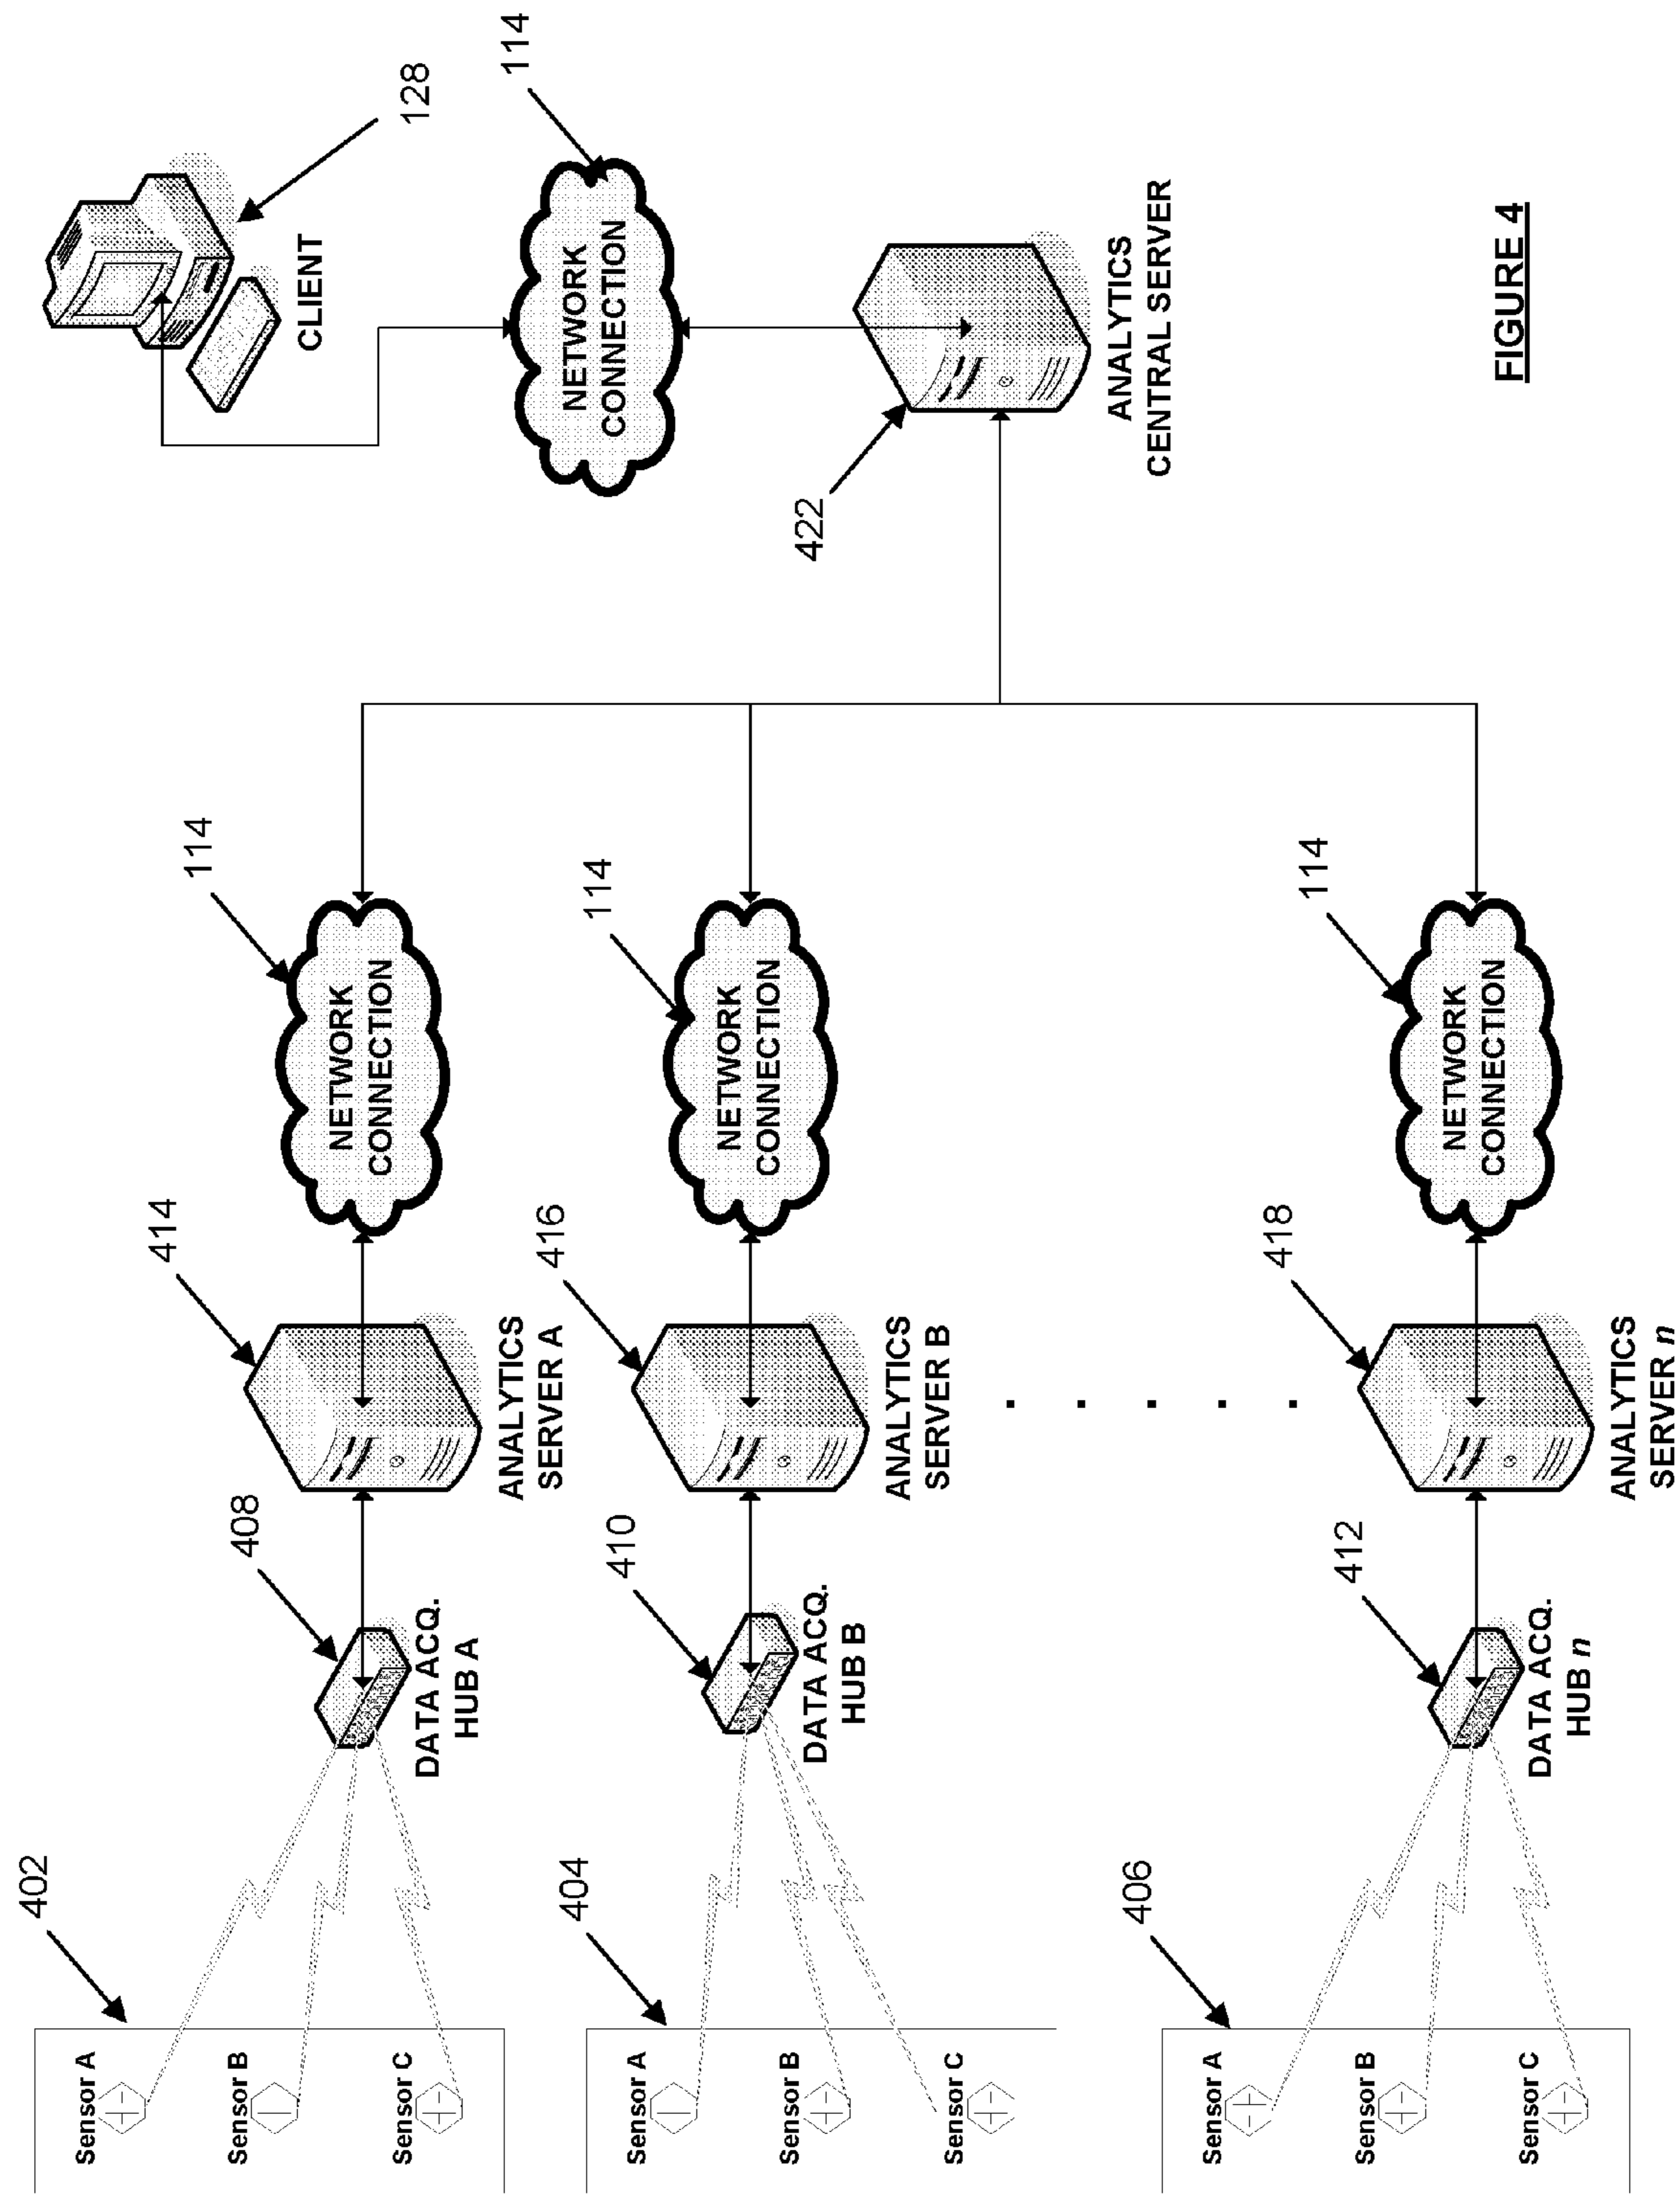 402
Sensor A
Sensor B
Sensor C
408
DATA ACQ.
HUB A
414
ANALYTICS
SERVER A
114
NETWORK
CONNECTION
404
Sensor A
Sensor B
Sensor C
410
DATA ACQ.
HUB B
416
ANALYTICS
SERVER B
114
NETWORK
CONNECTION
. . . . .
406
Sensor A
Sensor B
Sensor C
412
DATA ACQ.
HUB n
418
ANALYTICS
SERVER n
114
NETWORK
CONNECTION
128
CLIENT
114
NETWORK
CONNECTION
422
ANALYTICS
CENTRAL SERVER
FIGURE 4